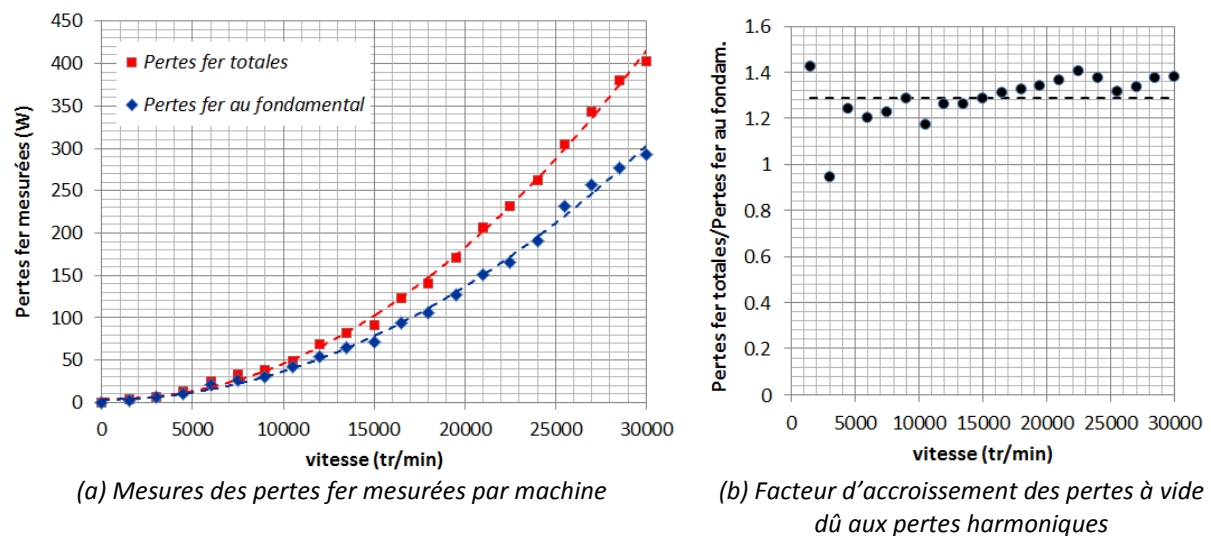 Pertes fer mesurées (W)
450
400
350
300
250
200
150
100
50
0
Pertes fer totales
Pertes fer au fondamental
0 5000 10000 15000 20000 25000 30000
vitesse (tr/min)
(a) Mesures des pertes fer mesurées par machine
Pertes fer totales/Pertes fer au fondam.
1.6
1.4
1.2
1
0.8
0.6
0.4
0.2
0
0 5000 10000 15000 20000 25000 30000
vitesse (tr/min)
(b) Facteur d’accroissement des pertes à vide
dû aux pertes harmoniques